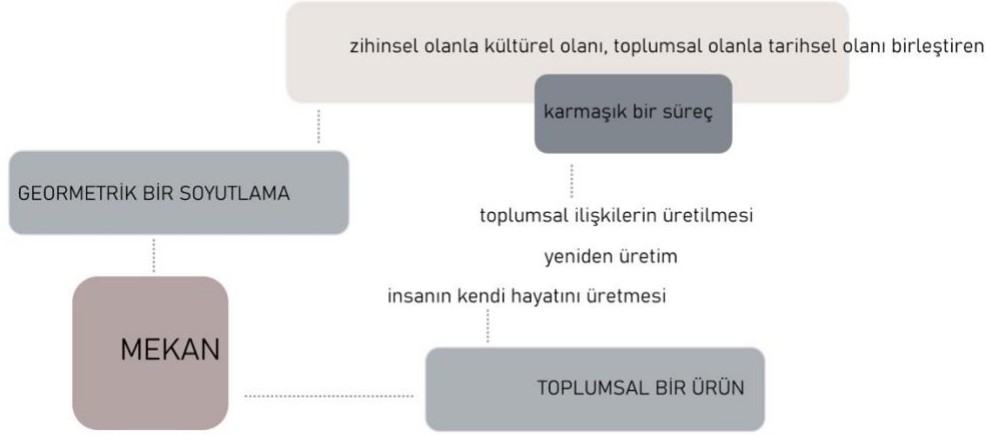 zihinsel olanla kültürel olanı, toplumsal olanla tarihsel olanı birleştiren
karmaşık bir süreç
GEORMETRİK BİR SOYUTLAMA
toplumsal ilişkilerin üretilmesi
yeniden üretim
insanın kendi hayatını üretmesi
MEKAN
TOPLUMSAL BİR ÜRÜN